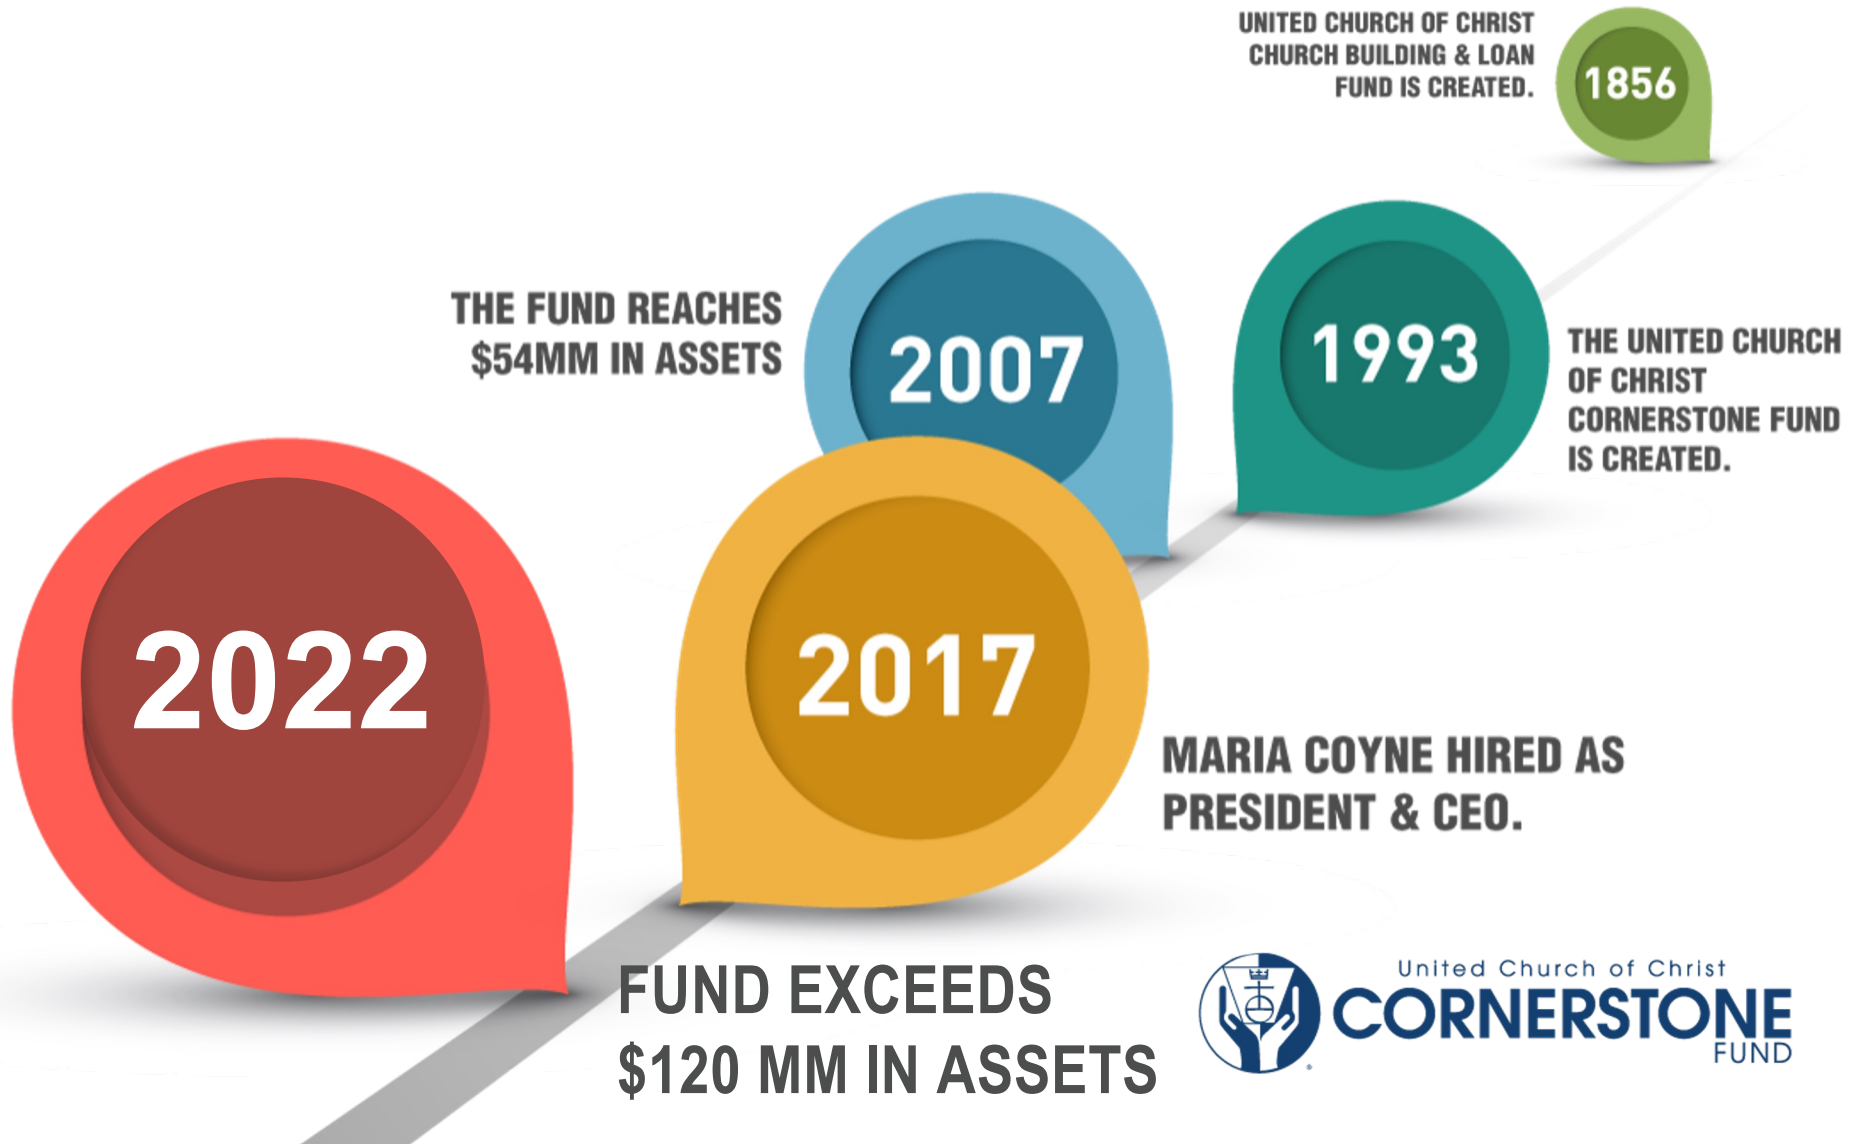 UNITED CHURCH OF CHRIST
CHURCH BUILDING & LOAN
FUND IS CREATED.
1856
THE FUND REACHES
$54MM IN ASSETS
2007
1993
THE UNITED CHURCH
OF CHRIST
CORNERSTONE FUND
IS CREATED.
2022
2017
MARIA COYNE HIRED AS
PRESIDENT & CEO.
FUND EXCEEDS
$120 MM IN ASSETS
United Church of Christ
CORNERSTONE
FUND